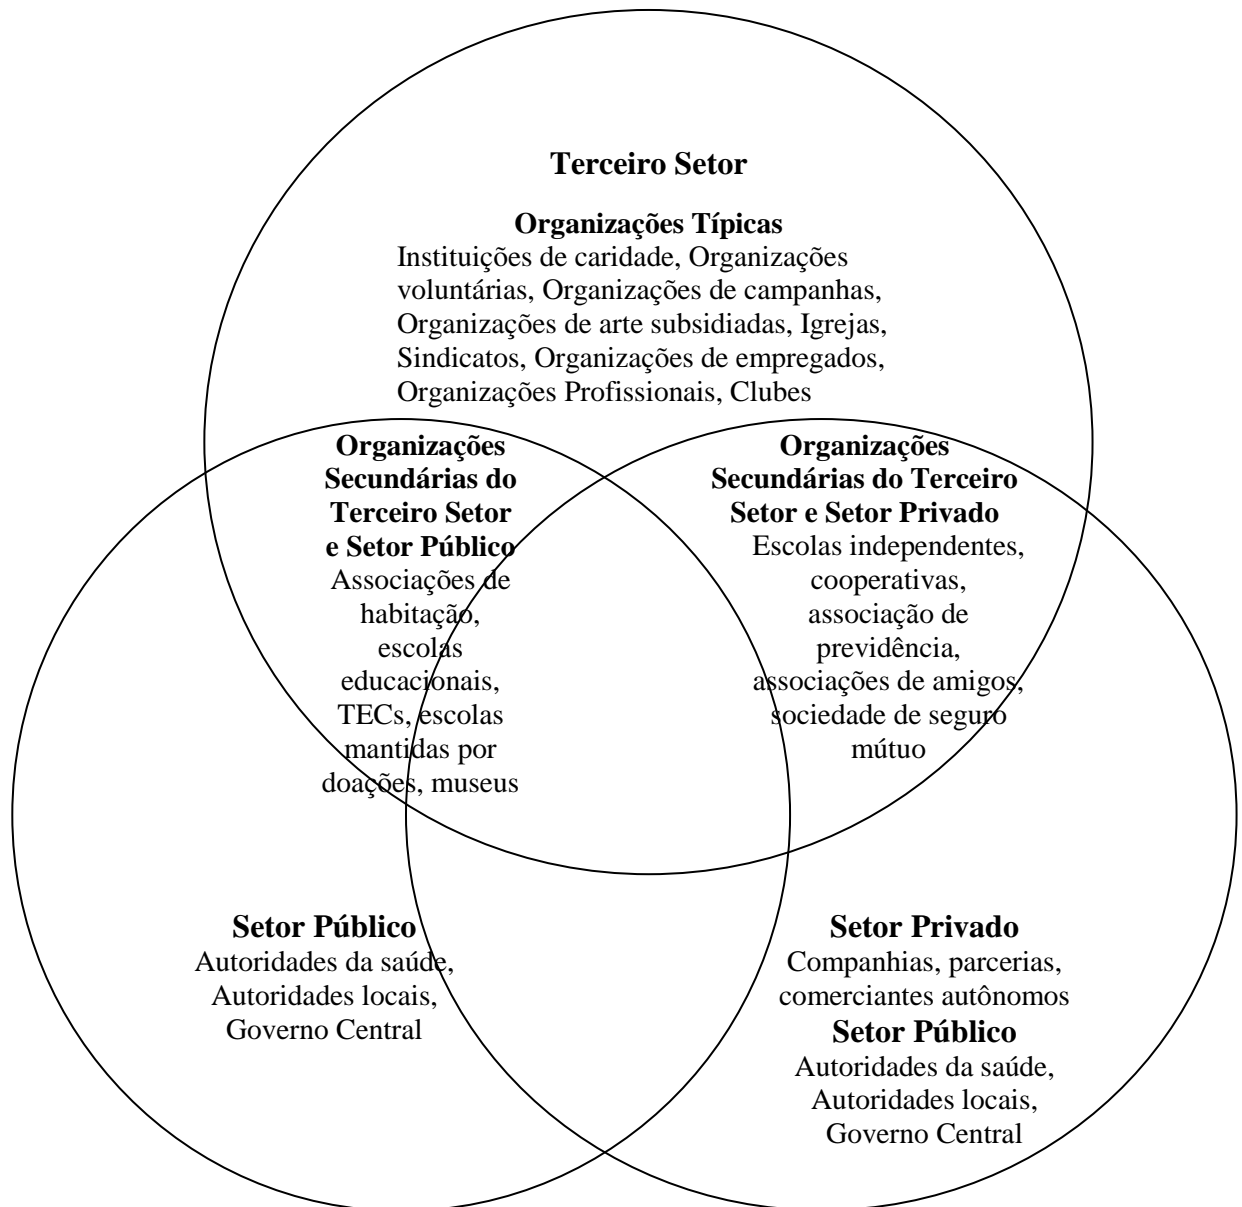 Terceiro Setor
Organizações Típicas
Instituições de caridade, Organizações
voluntárias, Organizações de campanhas,
Organizações de arte subsidiadas, Igrejas,
Sindicatos, Organizações de empregados,
Organizações Profissionais, Clubes
Organizações
Secundárias do
Terceiro Setor
e Setor Público
Associações de
habitação,
escolas
educacionais,
TECs, escolas
mantidas por
doações, museus
Organizações
Secundárias do Terceiro
Setor e Setor Privado
Escolas independentes,
cooperativas,
associação de
previdência,
associações de amigos,
sociedade de seguro
mútuo
Setor Público
Autoridades da saúde,
Autoridades locais,
Governo Central
Setor Privado
Companhias, parcerias,
comerciantes autônomos
Setor Público
Autoridades da saúde,
Autoridades locais,
Governo Central